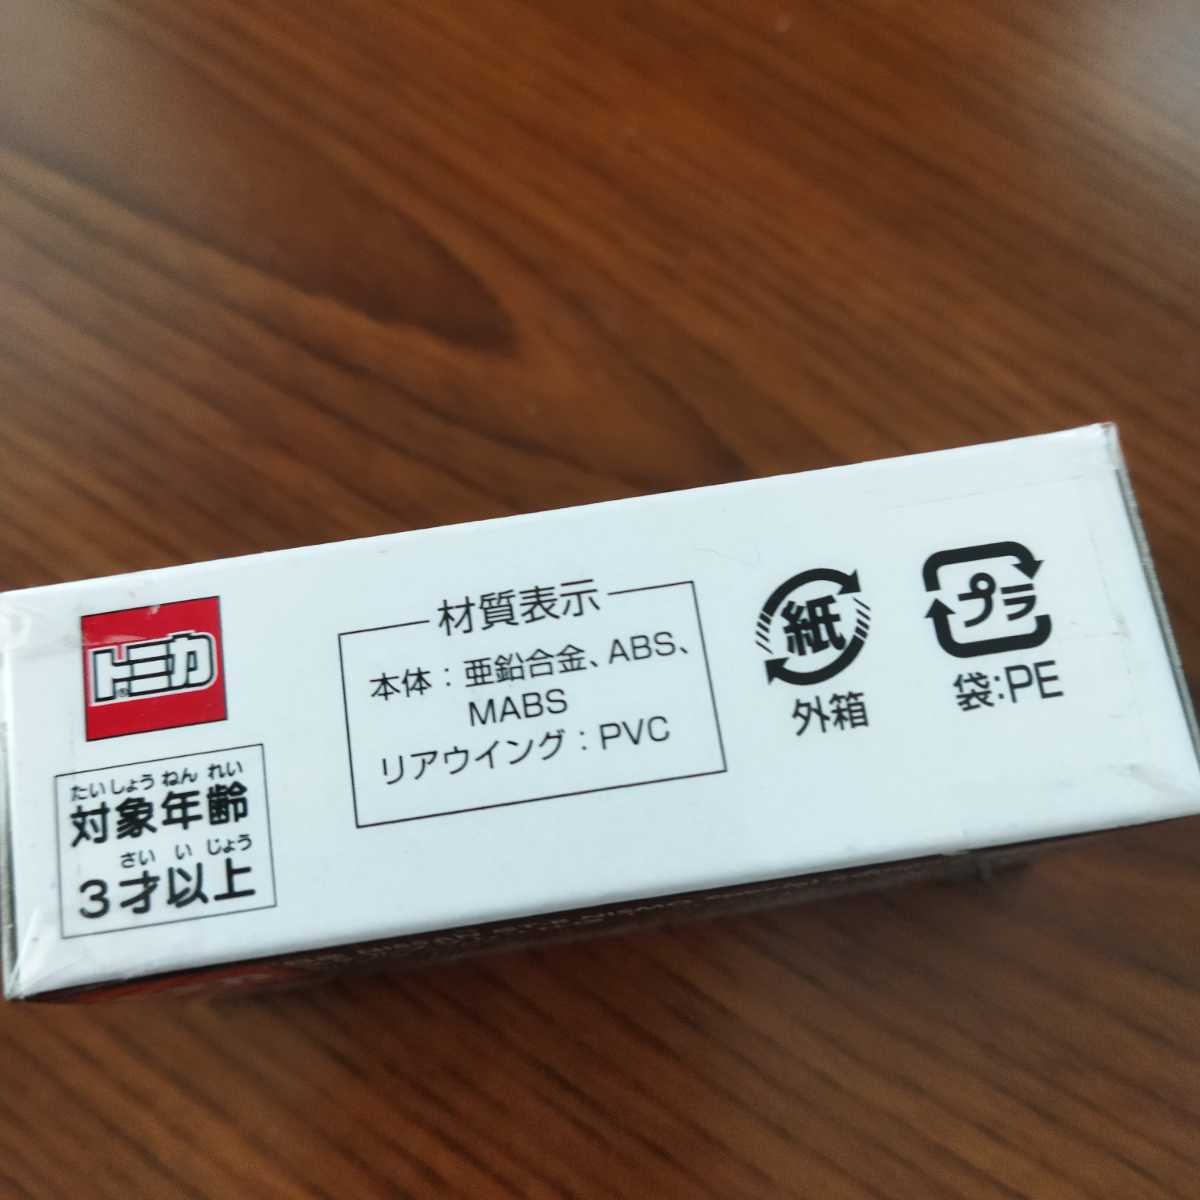 トミカ®
たいしょうねんれい
対象年齢
さいいじょう
3才以上
材質表示
本体：亜鉛合金、ABS、
MABS
リアウイング：PVC
紙
外箱
プラ
袋:PE